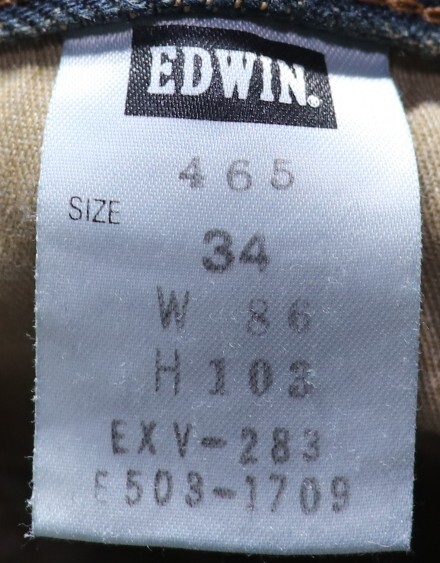 EDWIN.
465
SIZE
34
W 86
H 103
EXV-283
E503-1709